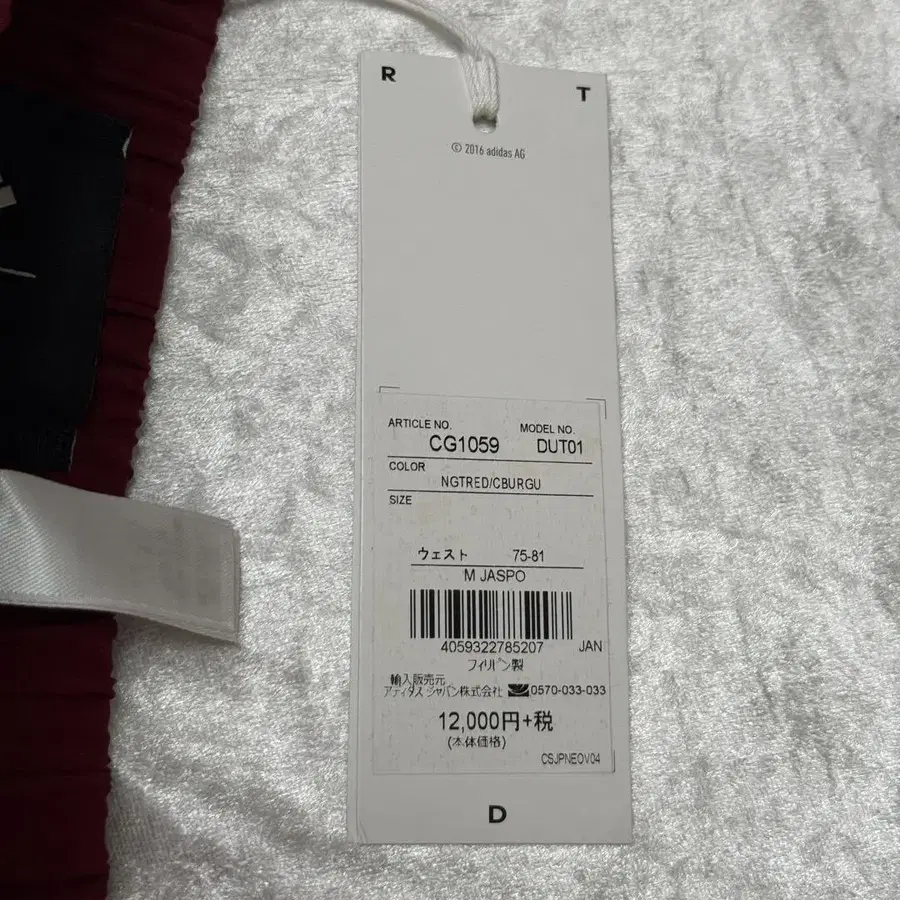 R
T
© 2016 adidas AG
ARTICLE NO. MODEL NO.
CG1059 DUT01
COLOR
NGTRED/CBURGU
SIZE
ウェスト 75-81
M JASPO
4059322785207 JAN
フィリピン製
輸入販売元
アディダス ジャパン株式会社 0570-033-033
12,000円+税
(本体価格)
CSJPNEOV04
D